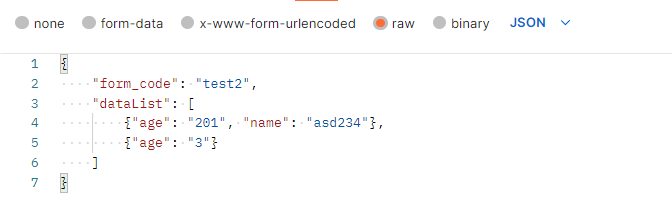 none form-data x-www-form-urlencoded raw binary JSON
1 {
2 "form_code": "test2",
3 "dataList": [
4 {"age": "201", "name": "asd234"},
5 {"age": "3"}
6 ]
7 }